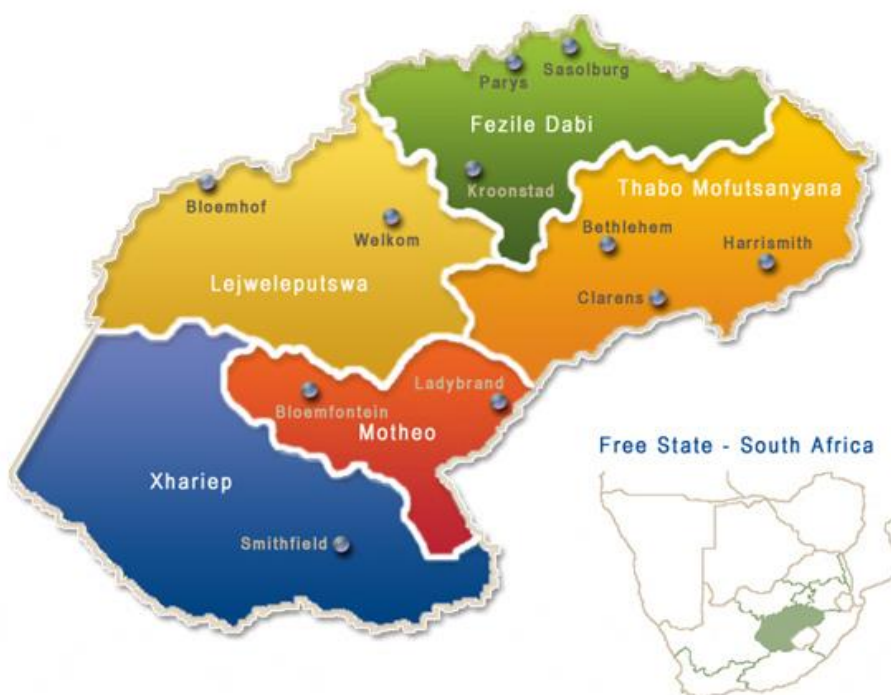 Sasolburg
Parys
Fezile Dabi
Kroonstad
Thabo Mofutsanyana
Bloemhof
Bethlehem
Welkom
Harrismith
Lejweleputswa
Clarens
Ladybrand
Bloemfontein
Motheo
Free State - South Africa
Xhariep
Smithfield